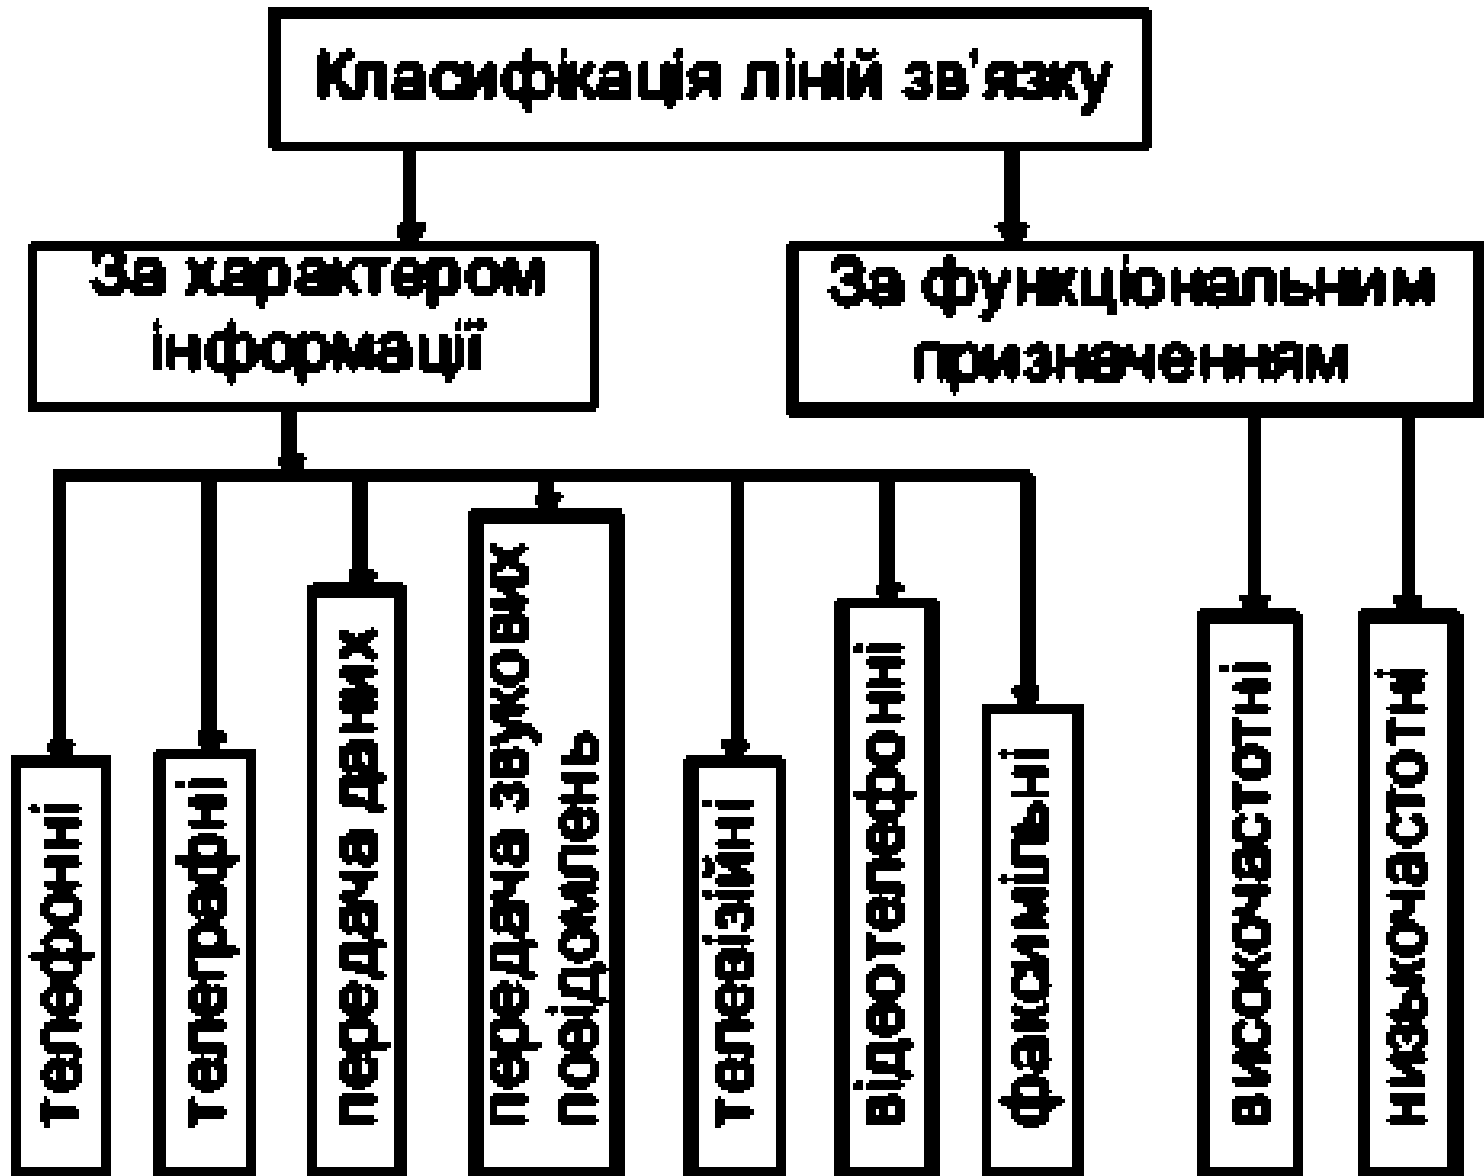 Класифікація ліній зв'язку
За характером
інформації
За функціональним
призначенням
телефонні
телеграфні
передача даних
передача звукових
повідомлень
телевізійні
відеотелефонні
факсимільні
високочастотні
низькочастотні